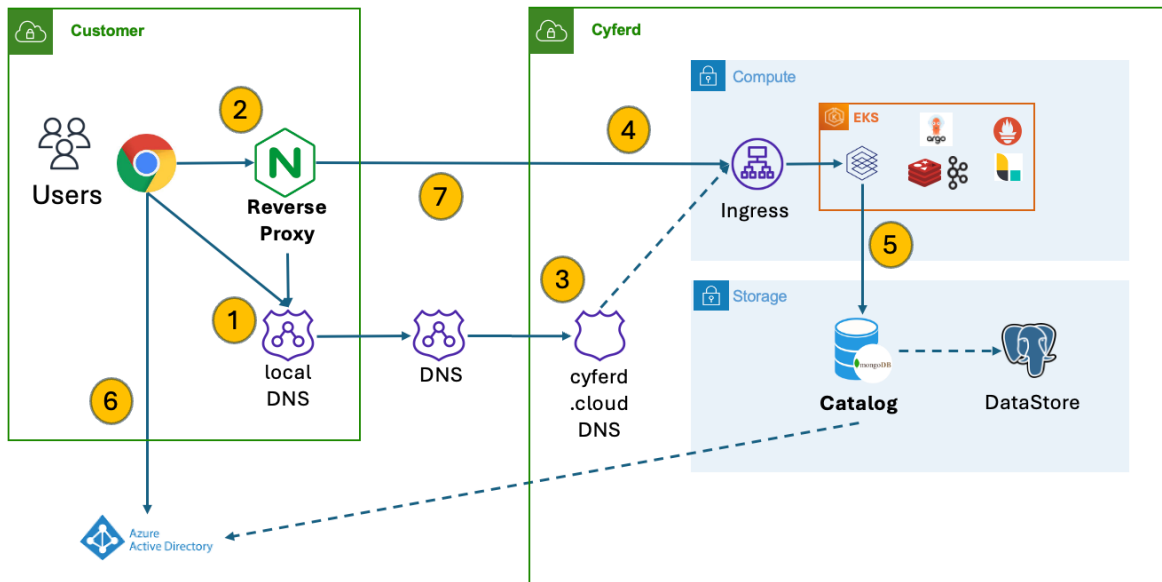 Customer
Cyferd
Compute
2
4
EKS
argo
Users
Reverse
Proxy
7
Ingress
5
3
Storage
1
local
DNS
DNS
cyferd
.cloud
DNS
mongoDB
Catalog
DataStore
6
Azure
Active Directory